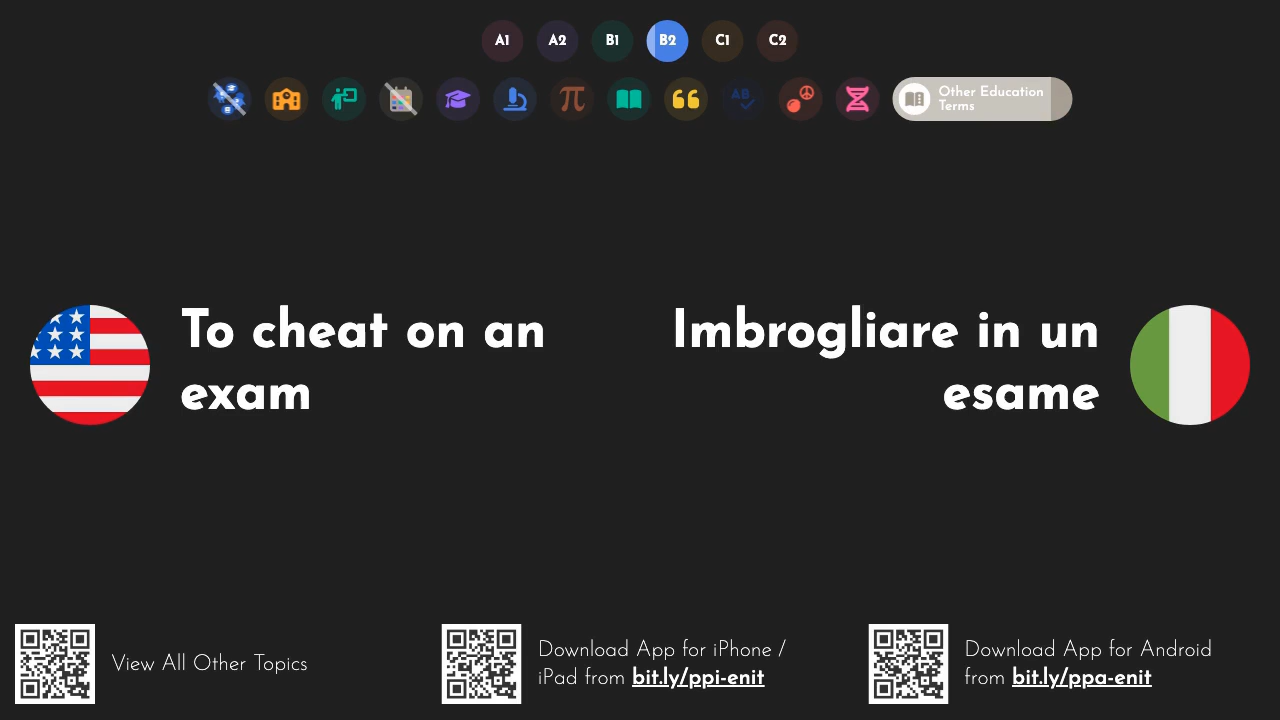 A1 A2 B1 B2 C1 C2
AB
Other Education
Terms
To cheat on an
exam
Imbrogliare in un
esame
View All Other Topics
Download App for iPhone /
iPad from bit.ly/ppi-enit
Download App for Android
from bit.ly/ppa-enit